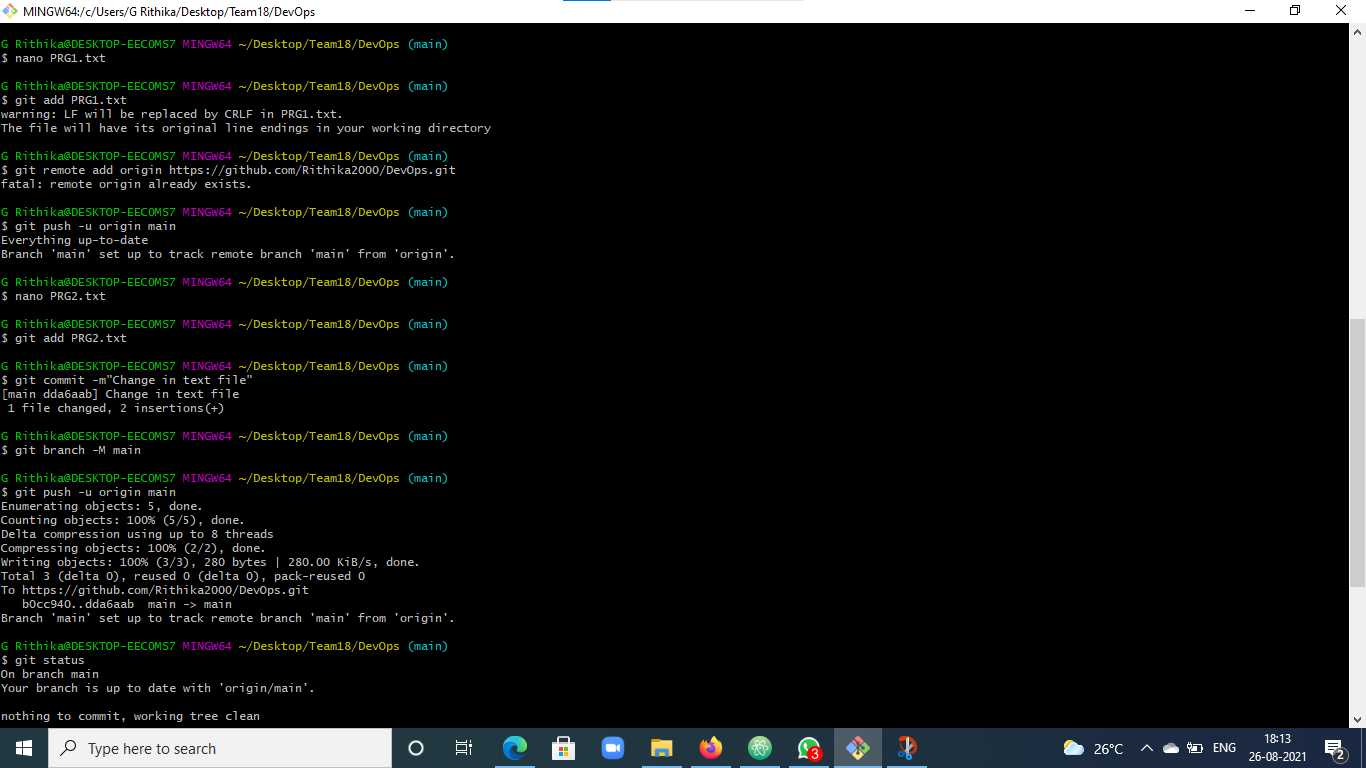 MINGW64:/c/Users/G Rithika/Desktop/Team18/DevOps
G Rithika@DESKTOP-EECOMS7 MINGW64 ~/Desktop/Team18/DevOps (main)
$ nano PRG1.txt
G Rithika@DESKTOP-EECOMS7 MINGW64 ~/Desktop/Team18/DevOps (main)
$ git add PRG1.txt
warning: LF will be replaced by CRLF in PRG1.txt.
The file will have its original line endings in your working directory
G Rithika@DESKTOP-EECOMS7 MINGW64 ~/Desktop/Team18/DevOps (main)
$ git remote add origin https://github.com/Rithika2000/DevOps.git
fatal: remote origin already exists.
G Rithika@DESKTOP-EECOMS7 MINGW64 ~/Desktop/Team18/DevOps (main)
$ git push -u origin main
Everything up-to-date
Branch 'main' set up to track remote branch 'main' from 'origin'.
G Rithika@DESKTOP-EECOMS7 MINGW64 ~/Desktop/Team18/DevOps (main)
$ nano PRG2.txt
G Rithika@DESKTOP-EECOMS7 MINGW64 ~/Desktop/Team18/DevOps (main)
$ git add PRG2.txt
G Rithika@DESKTOP-EECOMS7 MINGW64 ~/Desktop/Team18/DevOps (main)
$ git commit -m"Change in text file"
[main dda6aab] Change in text file
 1 file changed, 2 insertions(+)
G Rithika@DESKTOP-EECOMS7 MINGW64 ~/Desktop/Team18/DevOps (main)
$ git branch -M main
G Rithika@DESKTOP-EECOMS7 MINGW64 ~/Desktop/Team18/DevOps (main)
$ git push -u origin main
Enumerating objects: 5, done.
Counting objects: 100% (5/5), done.
Delta compression using up to 8 threads
Compressing objects: 100% (2/2), done.
Writing objects: 100% (3/3), 280 bytes | 280.00 KiB/s, done.
Total 3 (delta 0), reused 0 (delta 0), pack-reused 0
To https://github.com/Rithika2000/DevOps.git
   b0cc940..dda6aab  main -> main
Branch 'main' set up to track remote branch 'main' from 'origin'.
G Rithika@DESKTOP-EECOMS7 MINGW64 ~/Desktop/Team18/DevOps (main)
$ git status
On branch main
Your branch is up to date with 'origin/main'.
nothing to commit, working tree clean
Type here to search
3
26°C
ENG
18:13
26-08-2021
2